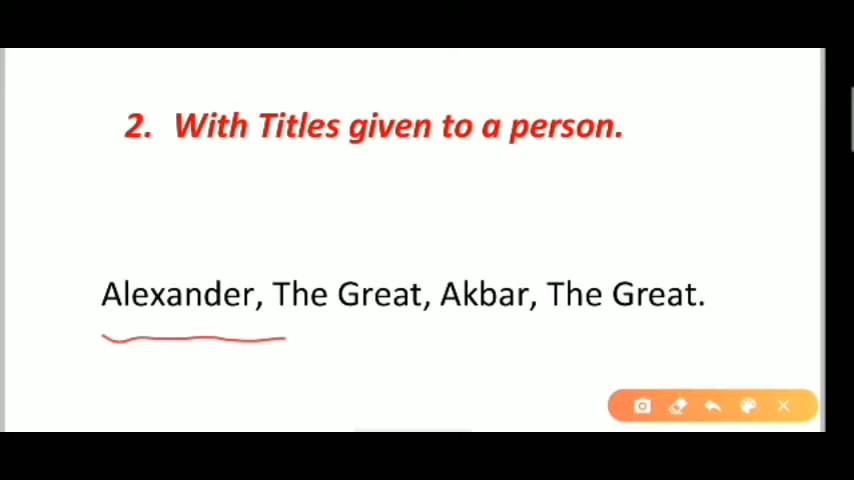 2. With Titles given to a person.
Alexander, The Great, Akbar, The Great.